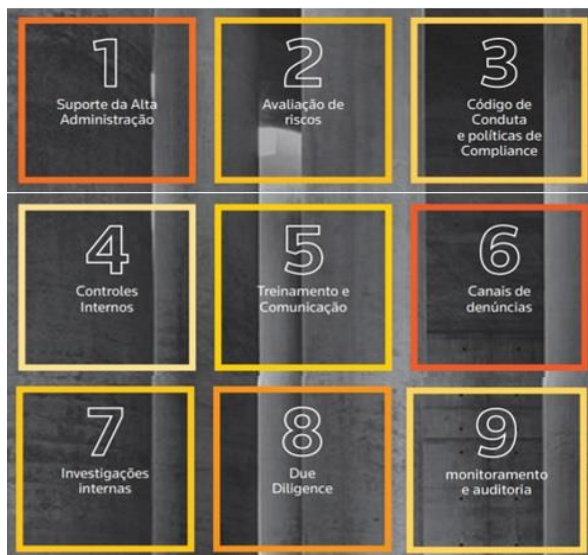 1
Suporte da Alta
Administração
2
Avaliação de
riscos
3
Código de
Conduta
e políticas de
Compliance
4
Controles
Internos
5
Treinamento e
Comunicação
6
Canais de
denúncias
7
Investigações
internas
8
Due
Diligence
9
monitoramento
e auditoria